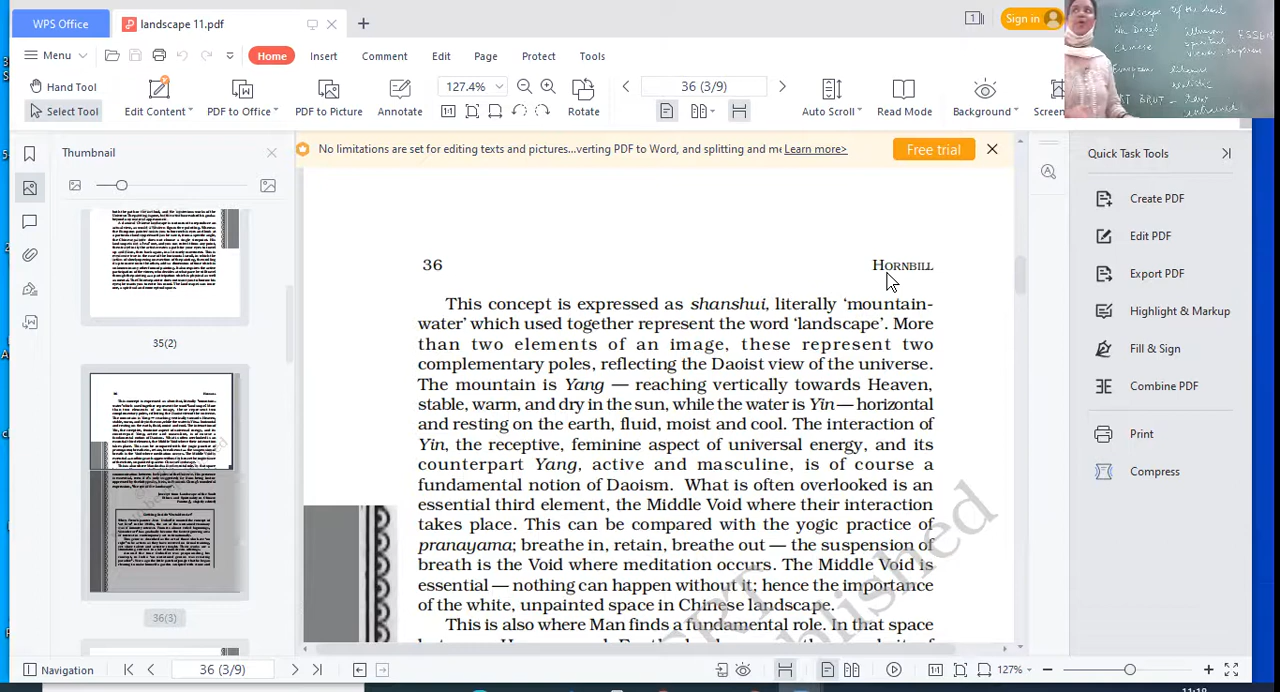 WPS Office
landscape 11.pdf
Sign in
Menu
Home
Insert
Comment
Edit
Page
Protect
Tools
Hand Tool
Select Tool
Edit Content
PDF to Office
PDF to Picture
Annotate
127.4%
Rotate
36 (3/9)
Auto Scroll
Read Mode
Background
Screen
Thumbnail
No limitations are set for editing texts and pictures...verting PDF to Word, and splitting and me Learn more>
Free trial
Quick Task Tools
Create PDF
Edit PDF
Export PDF
Highlight & Markup
Fill & Sign
Combine PDF
Print
Compress
35(2)
36(3)
36
HORNBILL
This concept is expressed as shanshui, literally ‘mountain-
water’ which used together represent the word ‘landscape’. More
than two elements of an image, these represent two
complementary poles, reflecting the Daoist view of the universe.
The mountain is Yang — reaching vertically towards Heaven,
stable, warm, and dry in the sun, while the water is Yin — horizontal
and resting on the earth, fluid, moist and cool. The interaction of
Yin, the receptive, feminine aspect of universal energy, and its
counterpart Yang, active and masculine, is of course a
fundamental notion of Daoism. What is often overlooked is an
essential third element, the Middle Void where their interaction
takes place. This can be compared with the yogic practice of
pranayama; breathe in, retain, breathe out — the suspension of
breath is the Void where meditation occurs. The Middle Void is
essential — nothing can happen without it; hence the importance
of the white, unpainted space in Chinese landscape.
This is also where Man finds a fundamental role. In that space
Navigation
36 (3/9)
127%
11:18